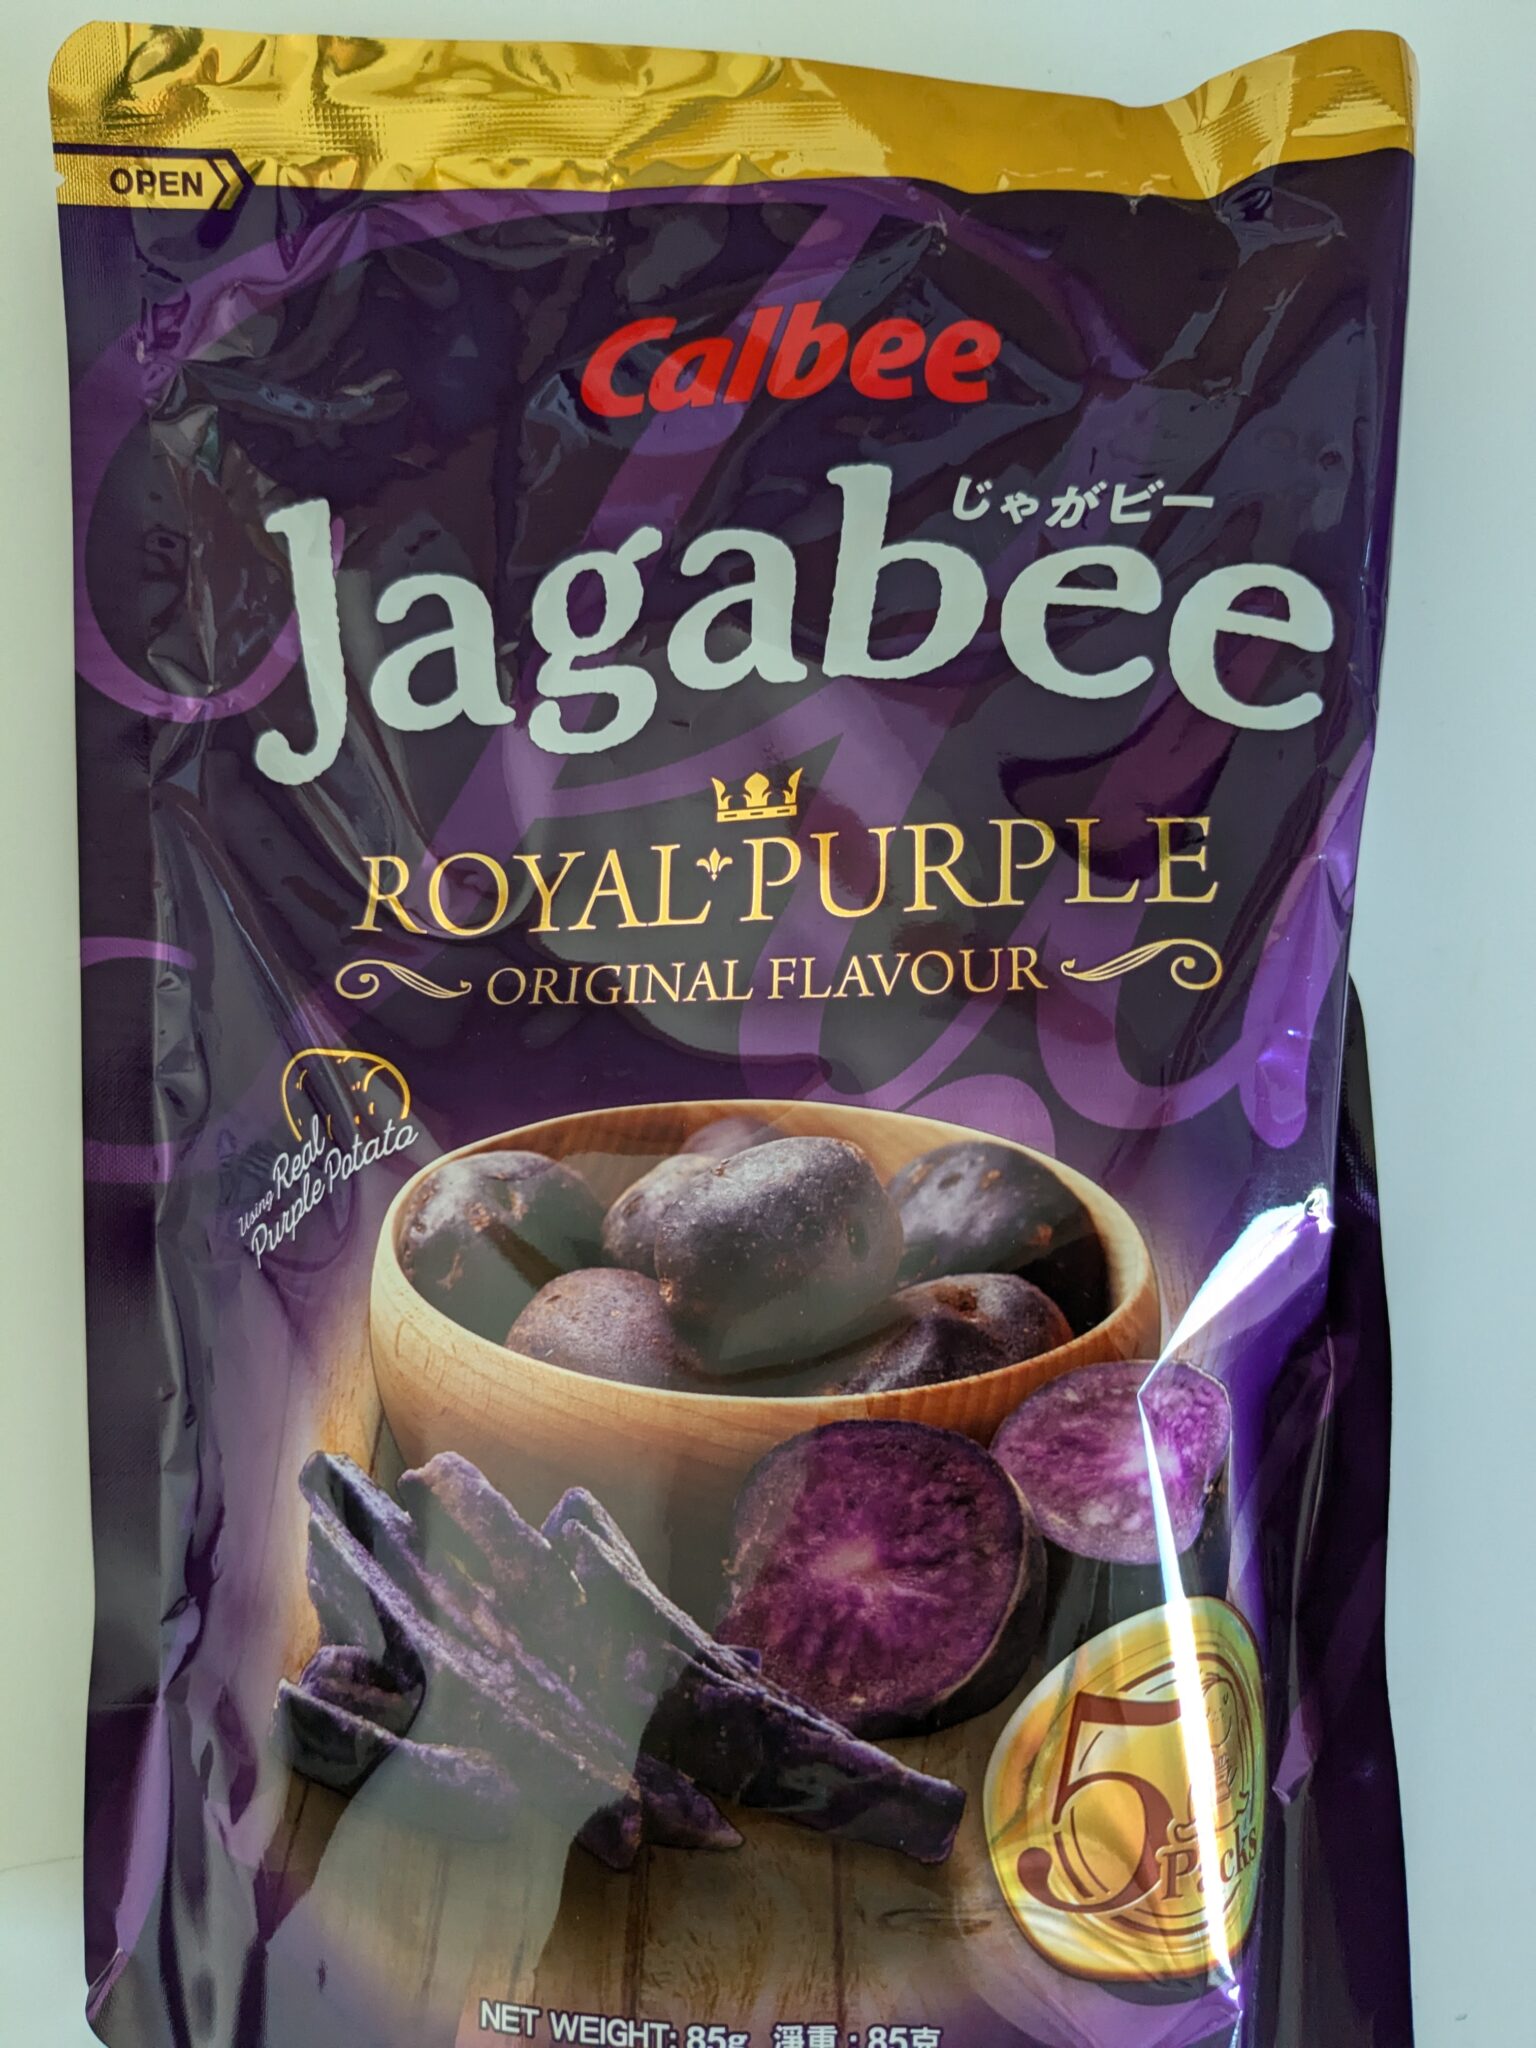 OPEN
Calbee
じゃがビー
Jagabee
ROYAL PURPLE
ORIGINAL FLAVOUR
Using Real
Purple Potato
5
Packs
NET WEIGHT: 85g 淨重：85克